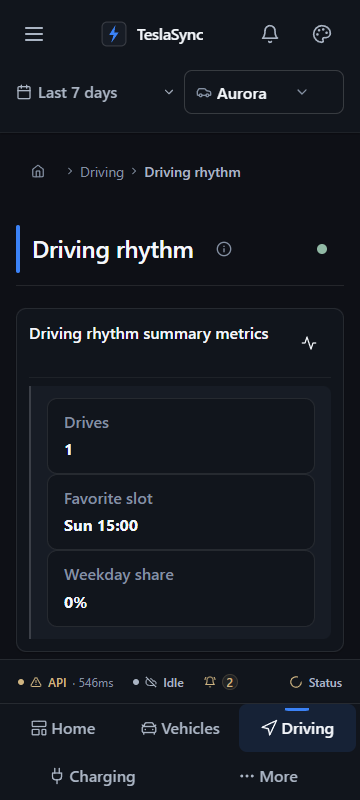 TeslaSync
Last 7 days
Aurora
Driving
Driving rhythm
Driving rhythm
Driving rhythm summary metrics
Drives
1
Favorite slot
Sun 15:00
Weekday share
0%
API · 546ms
Idle
2
Status
Home
Vehicles
Driving
Charging
More